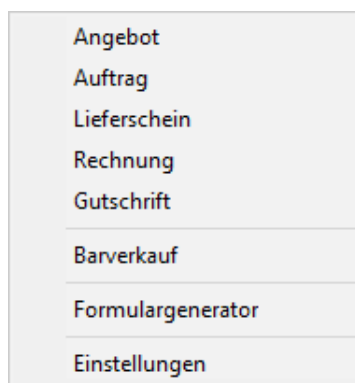 Angebot
Auftrag
Lieferschein
Rechnung
Gutschrift
Barverkauf
Formulargenerator
Einstellungen